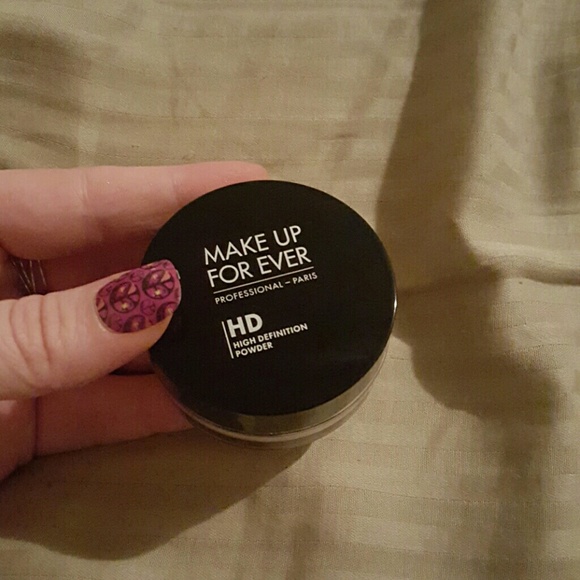 MAKE UP
FOR EVER
PROFESSIONAL – PARIS
HD
HIGH DEFINITION
POWDER